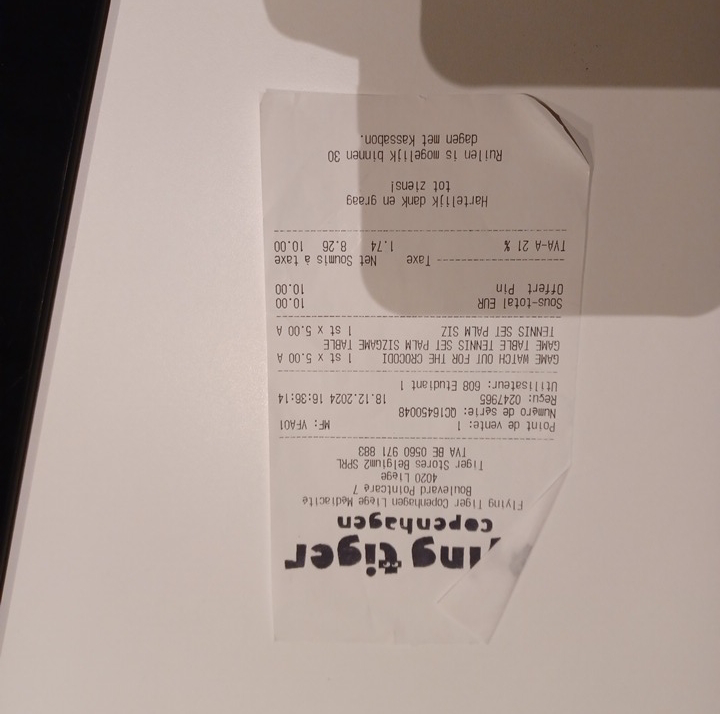 ing tiger
copenhagen
Flying Tiger Copenhagen Liege Mediacité
Boulevard Pointcaré 7
4020 Liege
Tiger Stores Belgium2 SPRL
TVA BE 0560 971 883
Point de vente: 1 MF: VFA01
Numero de serie: QC16450048
Reçu: 0247965 18.12.2024 16:36:14
Utilisateur: 608 Etudiant 1
GAME WATCH OUT FOR THE CROCODI 1 st x 5.00 A
GAME TABLE TENNIS SET PALM SIZGAME TABLE
TENNIS SET PALM SIZ 1 st x 5.00 A
Sous-total EUR 10.00
Offert Pin 10.00
Taxe Net Soumis à taxe
TVA-A 21 % 1.74 8.26 10.00
Hartelijk dank en graag
tot ziens!
Ruilen is mogelijk binnen 30
dagen met Kassabon.